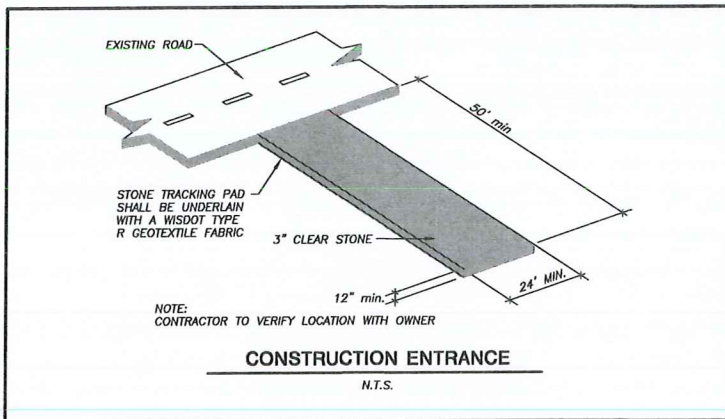 EXISTING ROAD
50' min
STONE TRACKING PAD
SHALL BE UNDERLAIN
WITH A WISDOT TYPE
R GEOTEXTILE FABRIC
3" CLEAR STONE
24' MIN.
12" min.
NOTE:
CONTRACTOR TO VERIFY LOCATION WITH OWNER
CONSTRUCTION ENTRANCE
N.T.S.